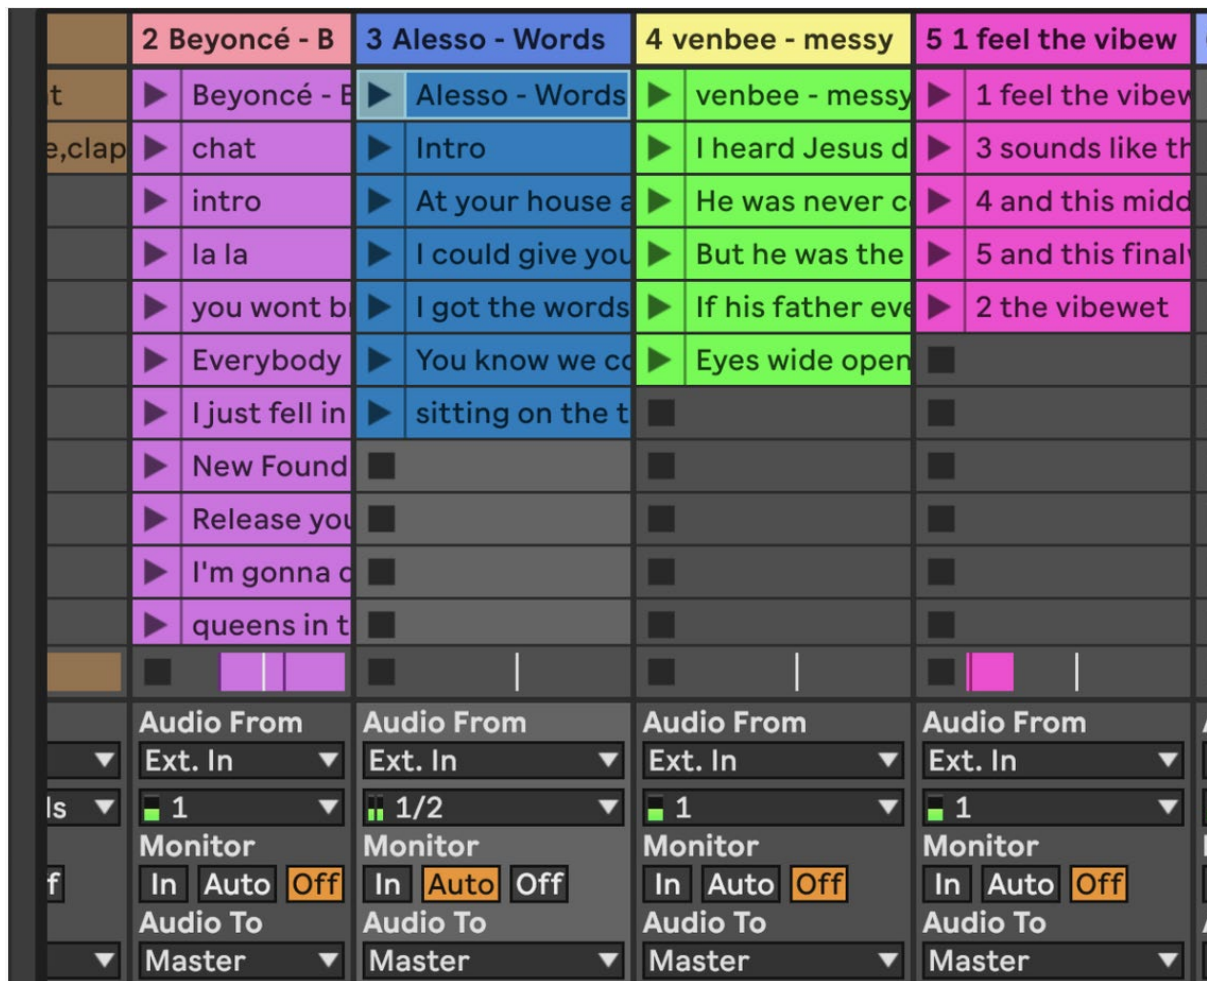 2 Beyoncé - B 3 Alesso - Words 4 venbee - messy 5 1 feel the vibew
t Beyoncé - B Alesso - Words venbee - messy 1 feel the vibew
e,clap chat Intro I heard Jesus d 3 sounds like th
intro At your house a He was never c 4 and this midd
la la I could give you But he was the 5 and this final
you wont b I got the words If his father eve 2 the vibewet
Everybody You know we co Eyes wide open
I just fell in sitting on the t
New Found
Release you
I'm gonna
queens in t
Audio From Audio From Audio From Audio From
Ext. In Ext. In Ext. In Ext. In
ls 1 1/2 1 1
Monitor Monitor Monitor Monitor
f In Auto Off In Auto Off In Auto Off In Auto Off
Audio To Audio To Audio To Audio To
Master Master Master Master